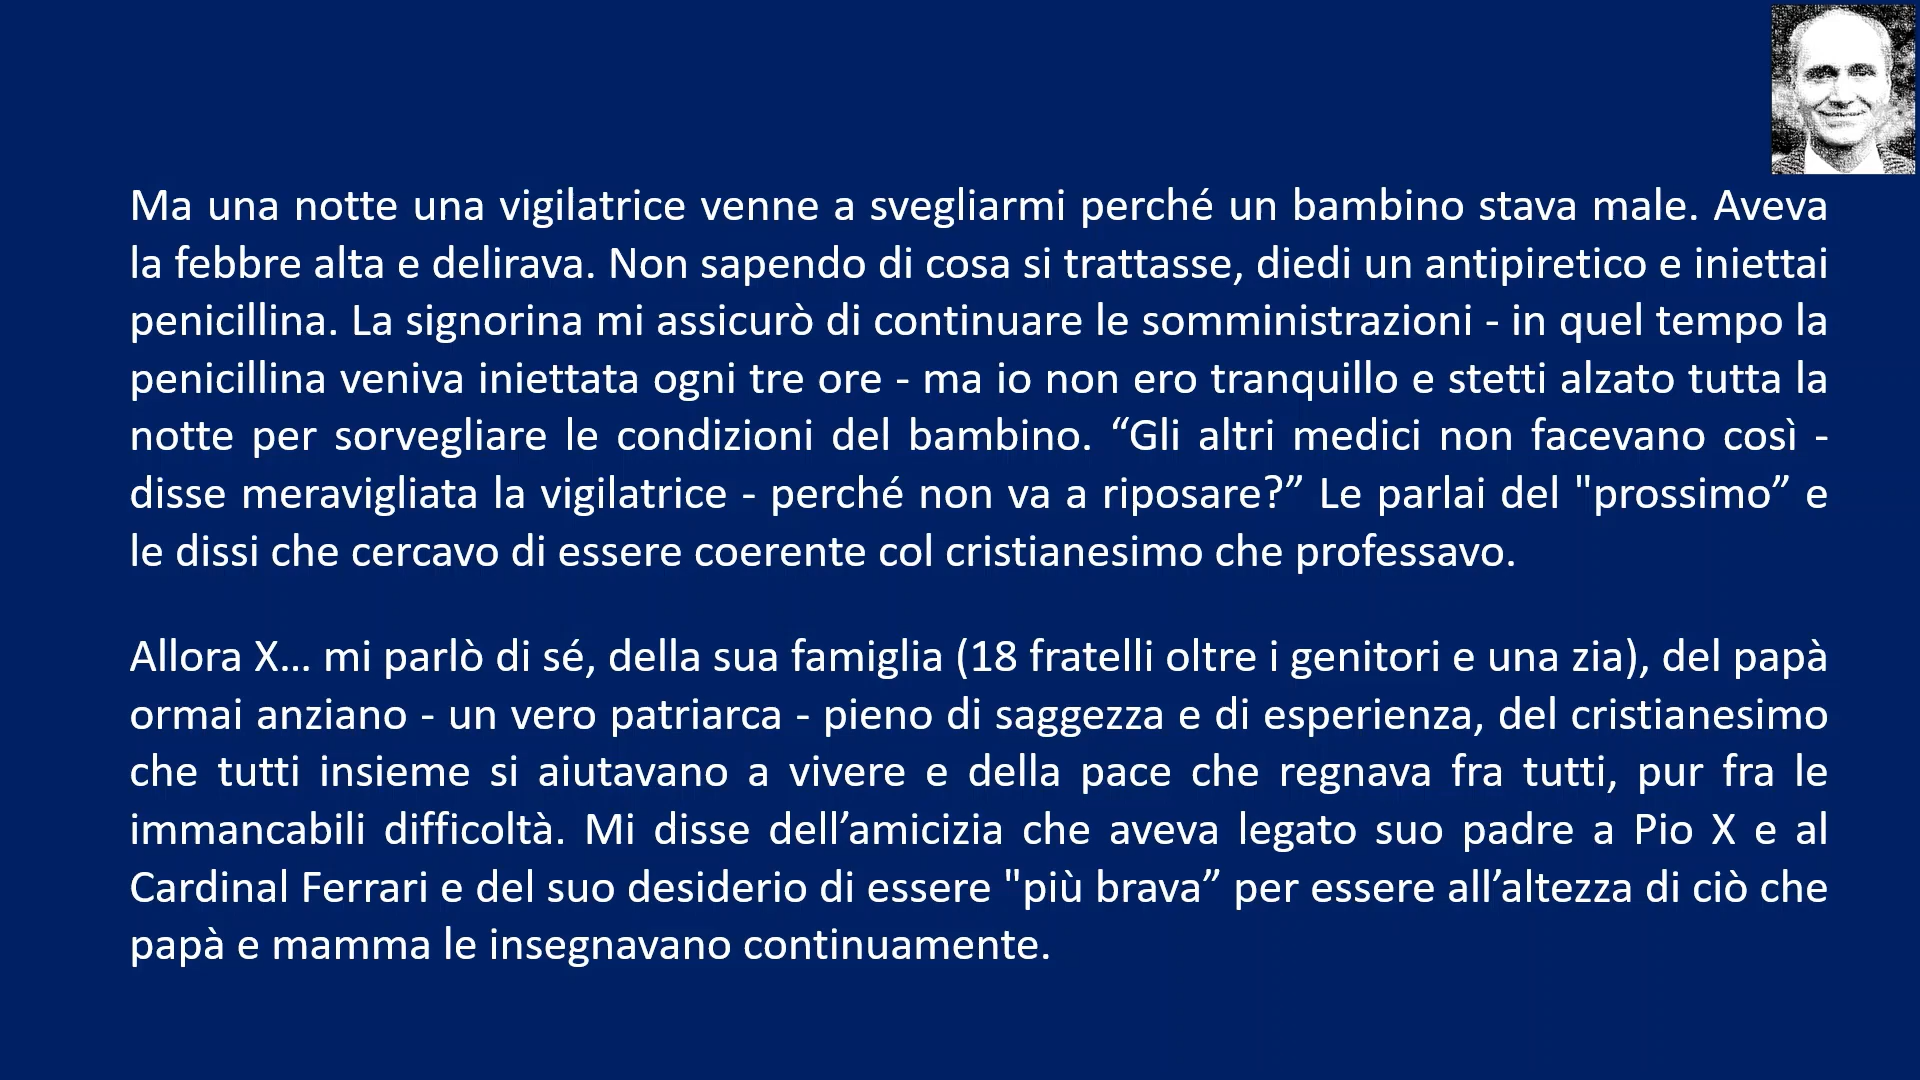 Ma una notte una vigilatrice venne a svegliarmi perché un bambino stava male. Aveva
la febbre alta e delirava. Non sapendo di cosa si trattasse, diedi un antipiretico e iniettai
penicillina. La signorina mi assicurò di continuare le somministrazioni - in quel tempo la
penicillina veniva iniettata ogni tre ore - ma io non ero tranquillo e stetti alzato tutta la
notte per sorvegliare le condizioni del bambino. “Gli altri medici non facevano così -
disse meravigliata la vigilatrice - perché non va a riposare?” Le parlai del "prossimo” e
le dissi che cercavo di essere coerente col cristianesimo che professavo.
Allora X... mi parlò di sé, della sua famiglia (18 fratelli oltre i genitori e una zia), del papà
ormai anziano - un vero patriarca - pieno di saggezza e di esperienza, del cristianesimo
che tutti insieme si aiutavano a vivere e della pace che regnava fra tutti, pur fra le
immancabili difficoltà. Mi disse dell’amicizia che aveva legato suo padre a Pio X e al
Cardinal Ferrari e del suo desiderio di essere "più brava” per essere all’altezza di ciò che
papà e mamma le insegnavano continuamente.